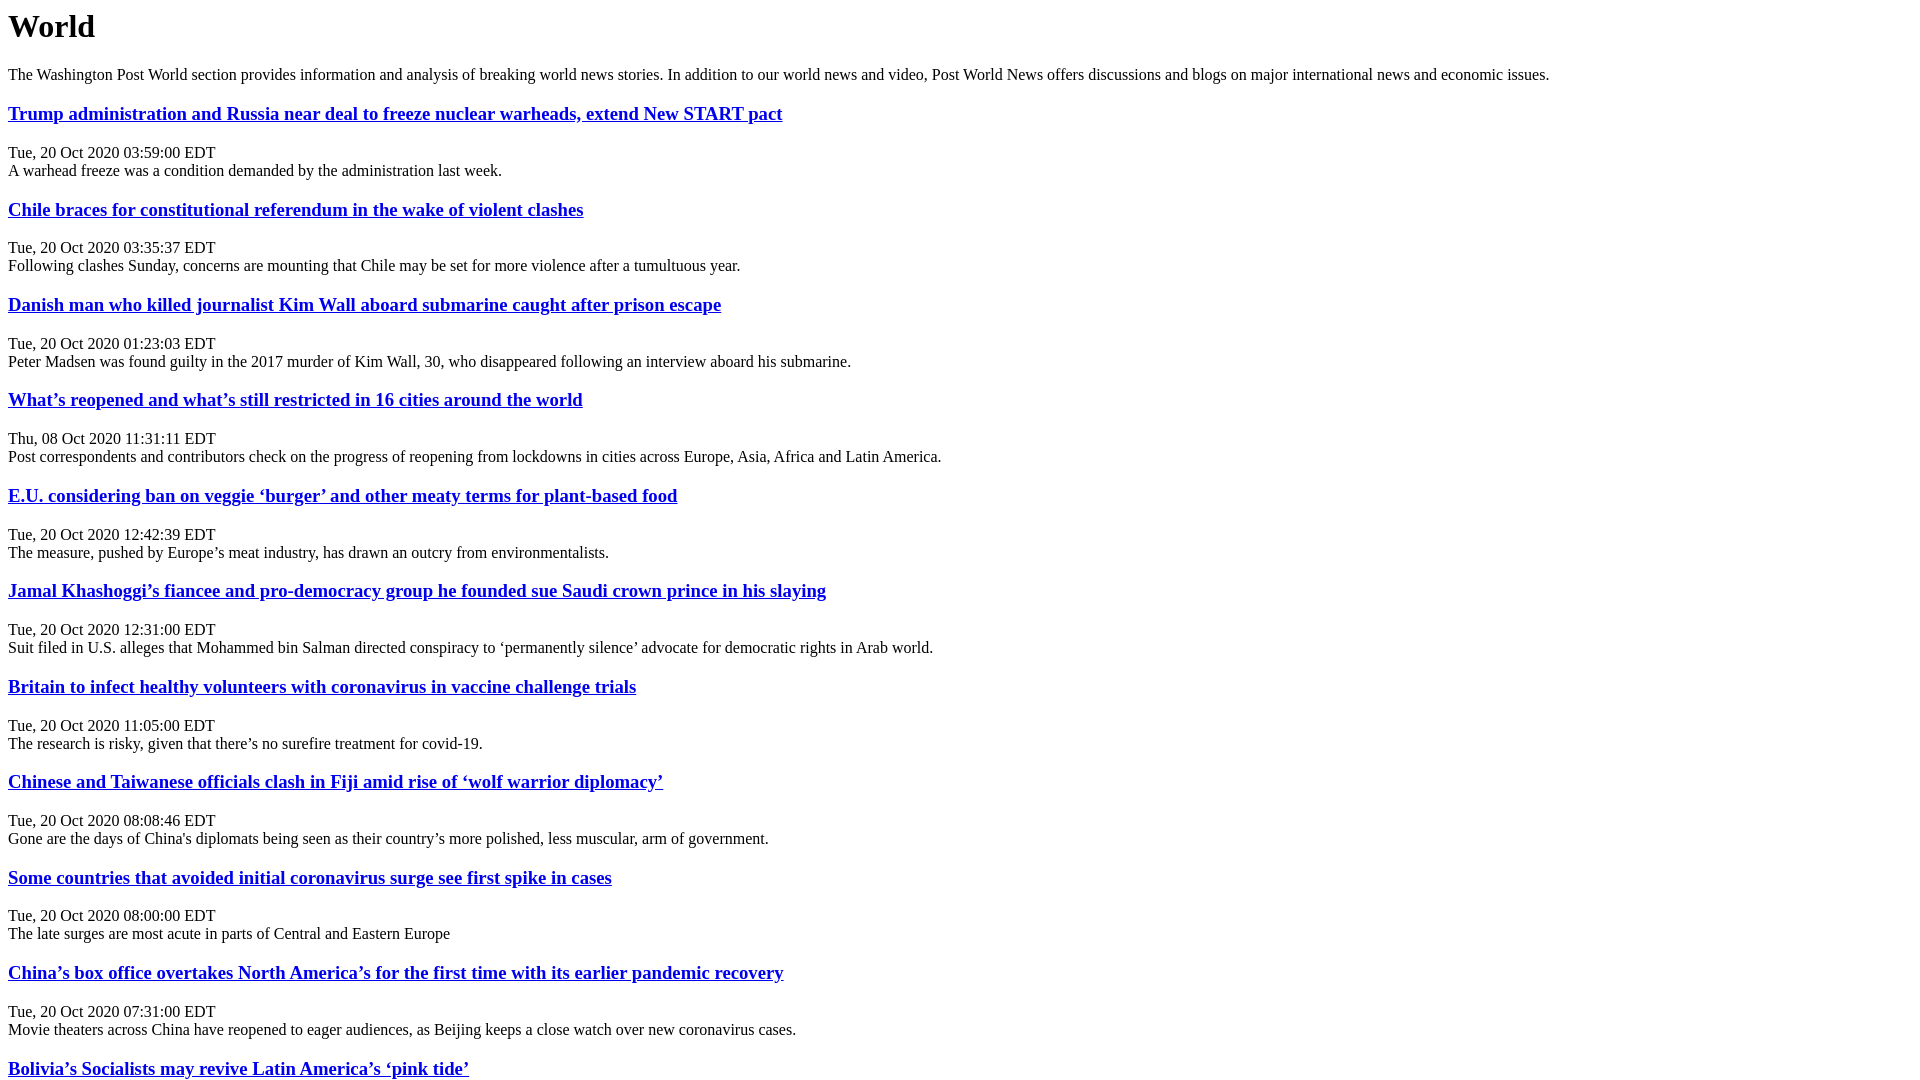 World
The Washington Post World section provides information and analysis of breaking world news stories. In addition to our world news and video, Post World News offers discussions and blogs on major international news and economic issues.
Trump administration and Russia near deal to freeze nuclear warheads, extend New START pact
Tue, 20 Oct 2020 03:59:00 EDT
A warhead freeze was a condition demanded by the administration last week.
Chile braces for constitutional referendum in the wake of violent clashes
Tue, 20 Oct 2020 03:35:37 EDT
Following clashes Sunday, concerns are mounting that Chile may be set for more violence after a tumultuous year.
Danish man who killed journalist Kim Wall aboard submarine caught after prison escape
Tue, 20 Oct 2020 01:23:03 EDT
Peter Madsen was found guilty in the 2017 murder of Kim Wall, 30, who disappeared following an interview aboard his submarine.
What’s reopened and what’s still restricted in 16 cities around the world
Thu, 08 Oct 2020 11:31:11 EDT
Post correspondents and contributors check on the progress of reopening from lockdowns in cities across Europe, Asia, Africa and Latin America.
E.U. considering ban on veggie ‘burger’ and other meaty terms for plant-based food
Tue, 20 Oct 2020 12:42:39 EDT
The measure, pushed by Europe’s meat industry, has drawn an outcry from environmentalists.
Jamal Khashoggi’s fiancee and pro-democracy group he founded sue Saudi crown prince in his slaying
Tue, 20 Oct 2020 12:31:00 EDT
Suit filed in U.S. alleges that Mohammed bin Salman directed conspiracy to ‘permanently silence’ advocate for democratic rights in Arab world.
Britain to infect healthy volunteers with coronavirus in vaccine challenge trials
Tue, 20 Oct 2020 11:05:00 EDT
The research is risky, given that there’s no surefire treatment for covid-19.
Chinese and Taiwanese officials clash in Fiji amid rise of ‘wolf warrior diplomacy’
Tue, 20 Oct 2020 08:08:46 EDT
Gone are the days of China's diplomats being seen as their country’s more polished, less muscular, arm of government.
Some countries that avoided initial coronavirus surge see first spike in cases
Tue, 20 Oct 2020 08:00:00 EDT
The late surges are most acute in parts of Central and Eastern Europe
China’s box office overtakes North America’s for the first time with its earlier pandemic recovery
Tue, 20 Oct 2020 07:31:00 EDT
Movie theaters across China have reopened to eager audiences, as Beijing keeps a close watch over new coronavirus cases.
Bolivia’s Socialists may revive Latin America’s ‘pink tide’